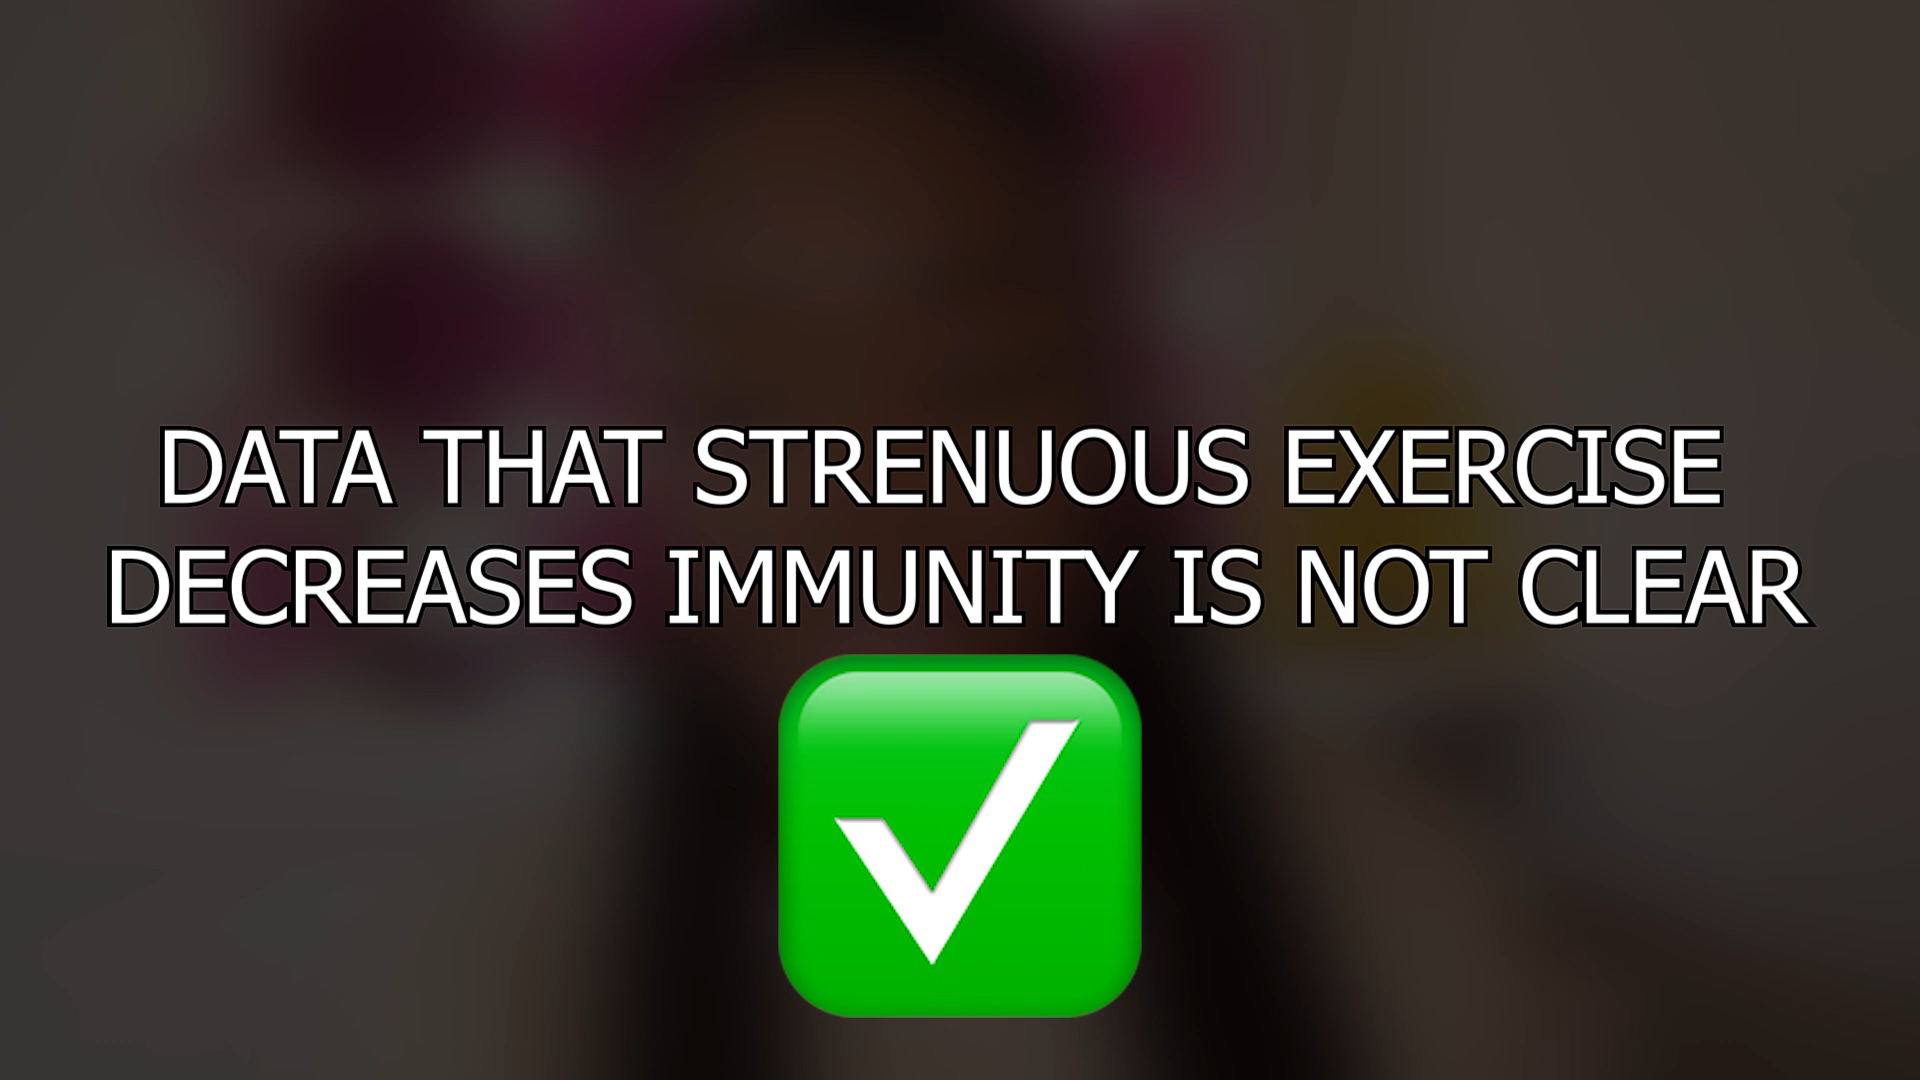 DATA THAT STRENUOUS EXERCISE
DECREASES IMMUNITY IS NOT CLEAR